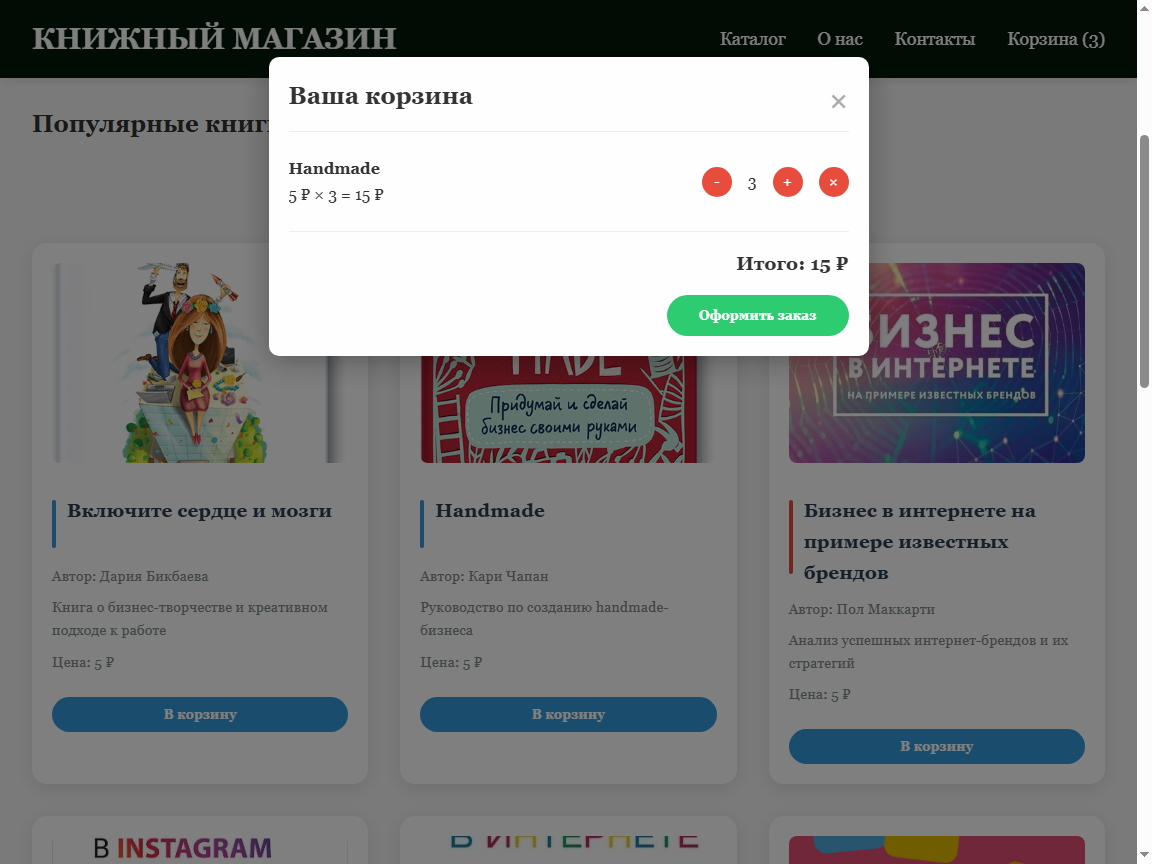 КНИЖНЫЙ МАГАЗИН
Каталог О нас Контакты Корзина (3)
Популярные книг
Ваша корзина ×
Handmade
5 ₽ × 3 = 15 ₽
- 3 + ×
Итого: 15 ₽
Оформить заказ
БИЗНЕС
В ИНТЕРНЕТЕ
НА ПРИМЕРЕ ИЗВЕСТНЫХ БРЕНДОВ
MADE
Придумай и сделай
бизнес своими руками
Включите сердце и мозги
Автор: Дария Бикбаева
Книга о бизнес-творчестве и креативном
подходе к работе
Цена: 5 ₽
В корзину
Handmade
Автор: Кари Чапан
Руководство по созданию handmade-
бизнеса
Цена: 5 ₽
В корзину
Бизнес в интернете на
примере известных
брендов
Автор: Пол Маккарти
Анализ успешных интернет-брендов и их
стратегий
Цена: 5 ₽
В корзину
В INSTAGRAM
В ИНТЕРНЕТЕ